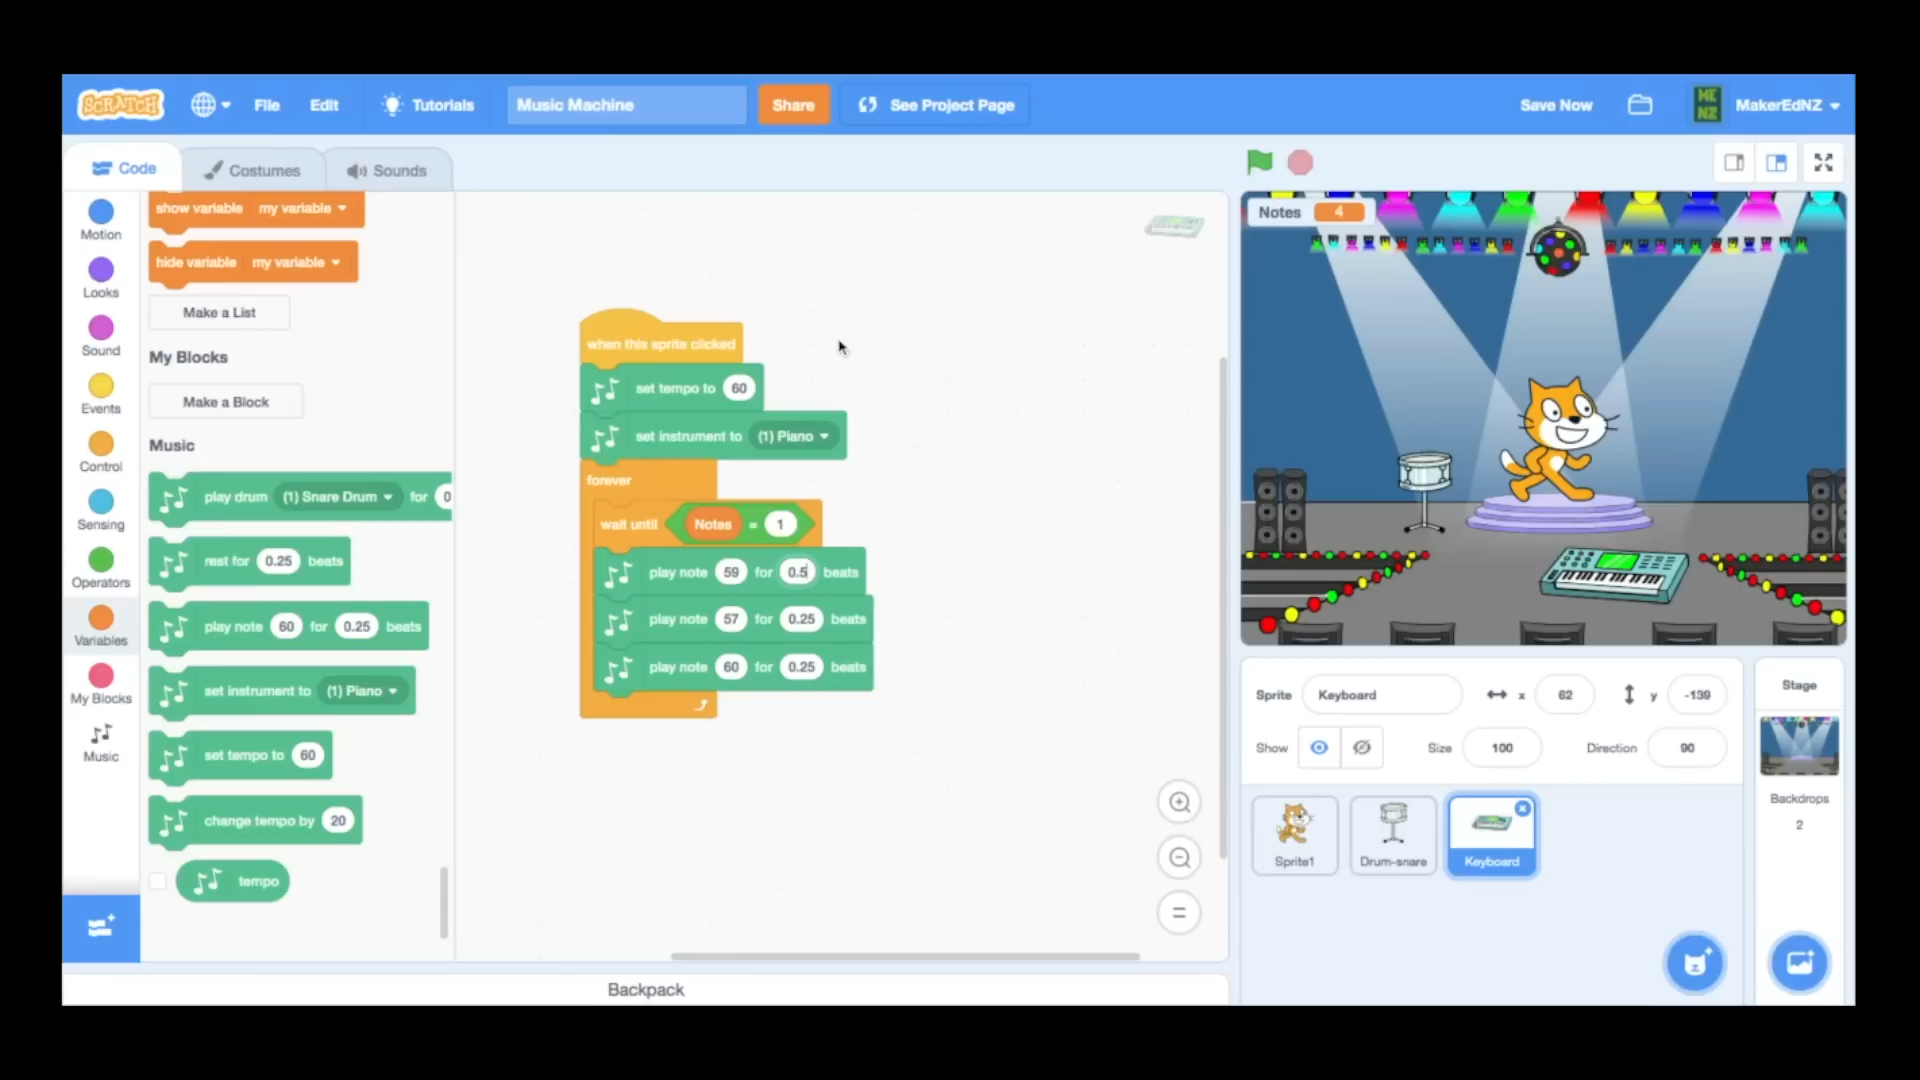 SCRATCH File Edit Tutorials Music Machine Share See Project Page Save Now ME NZ MakerEdNZ
Code Costumes Sounds
Motion
Looks
Sound
Events
Control
Sensing
Operators
Variables
My Blocks
Music
show variable my variable
hide variable my variable
Make a List
My Blocks
Make a Block
Music
play drum (1) Snare Drum for 0
rest for 0.25 beats
play note 60 for 0.25 beats
set instrument to (1) Piano
set tempo to 60
change tempo by 20
tempo
when this sprite clicked
set tempo to 60
set instrument to (1) Piano
forever
wait until Notes = 1
play note 59 for 0.5 beats
play note 57 for 0.25 beats
play note 60 for 0.25 beats
Backpack
Notes 4
Sprite Keyboard x 62 y -139
Show Size 100 Direction 90
Sprite1 Drum-snare Keyboard
Stage
Backdrops
2